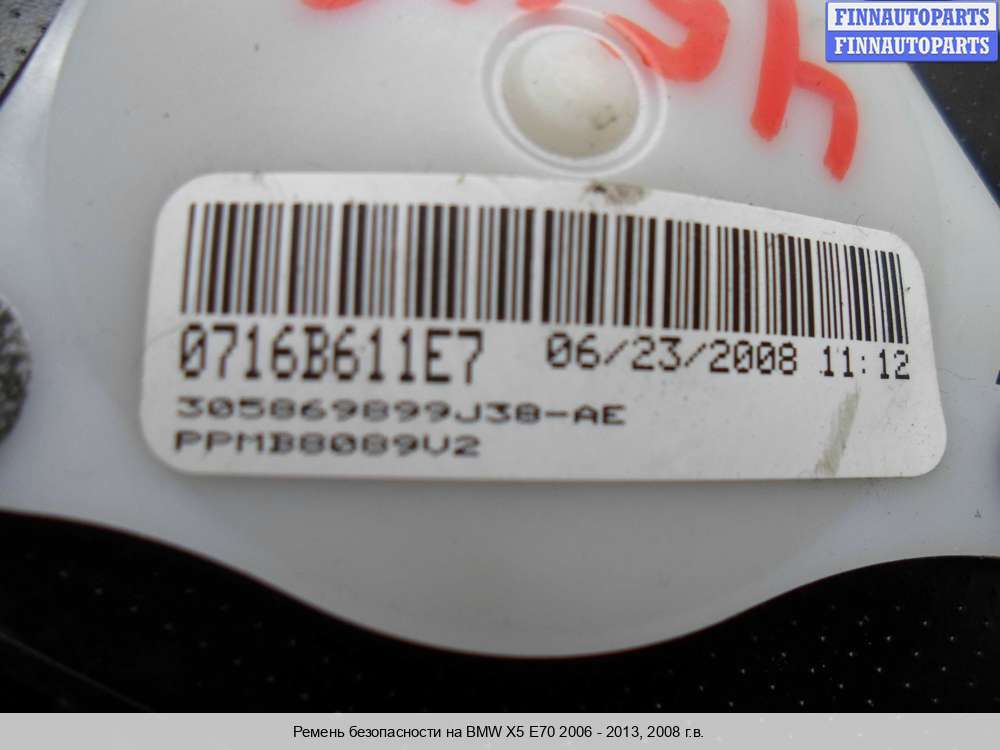 FINNAUTOPARTS
FINNAUTOPARTS
0716B611E7 06/23/2008 11:12
305869899J38-AE
PPMB8089V2
Ремень безопасности на BMW X5 E70 2006 - 2013, 2008 г.в.